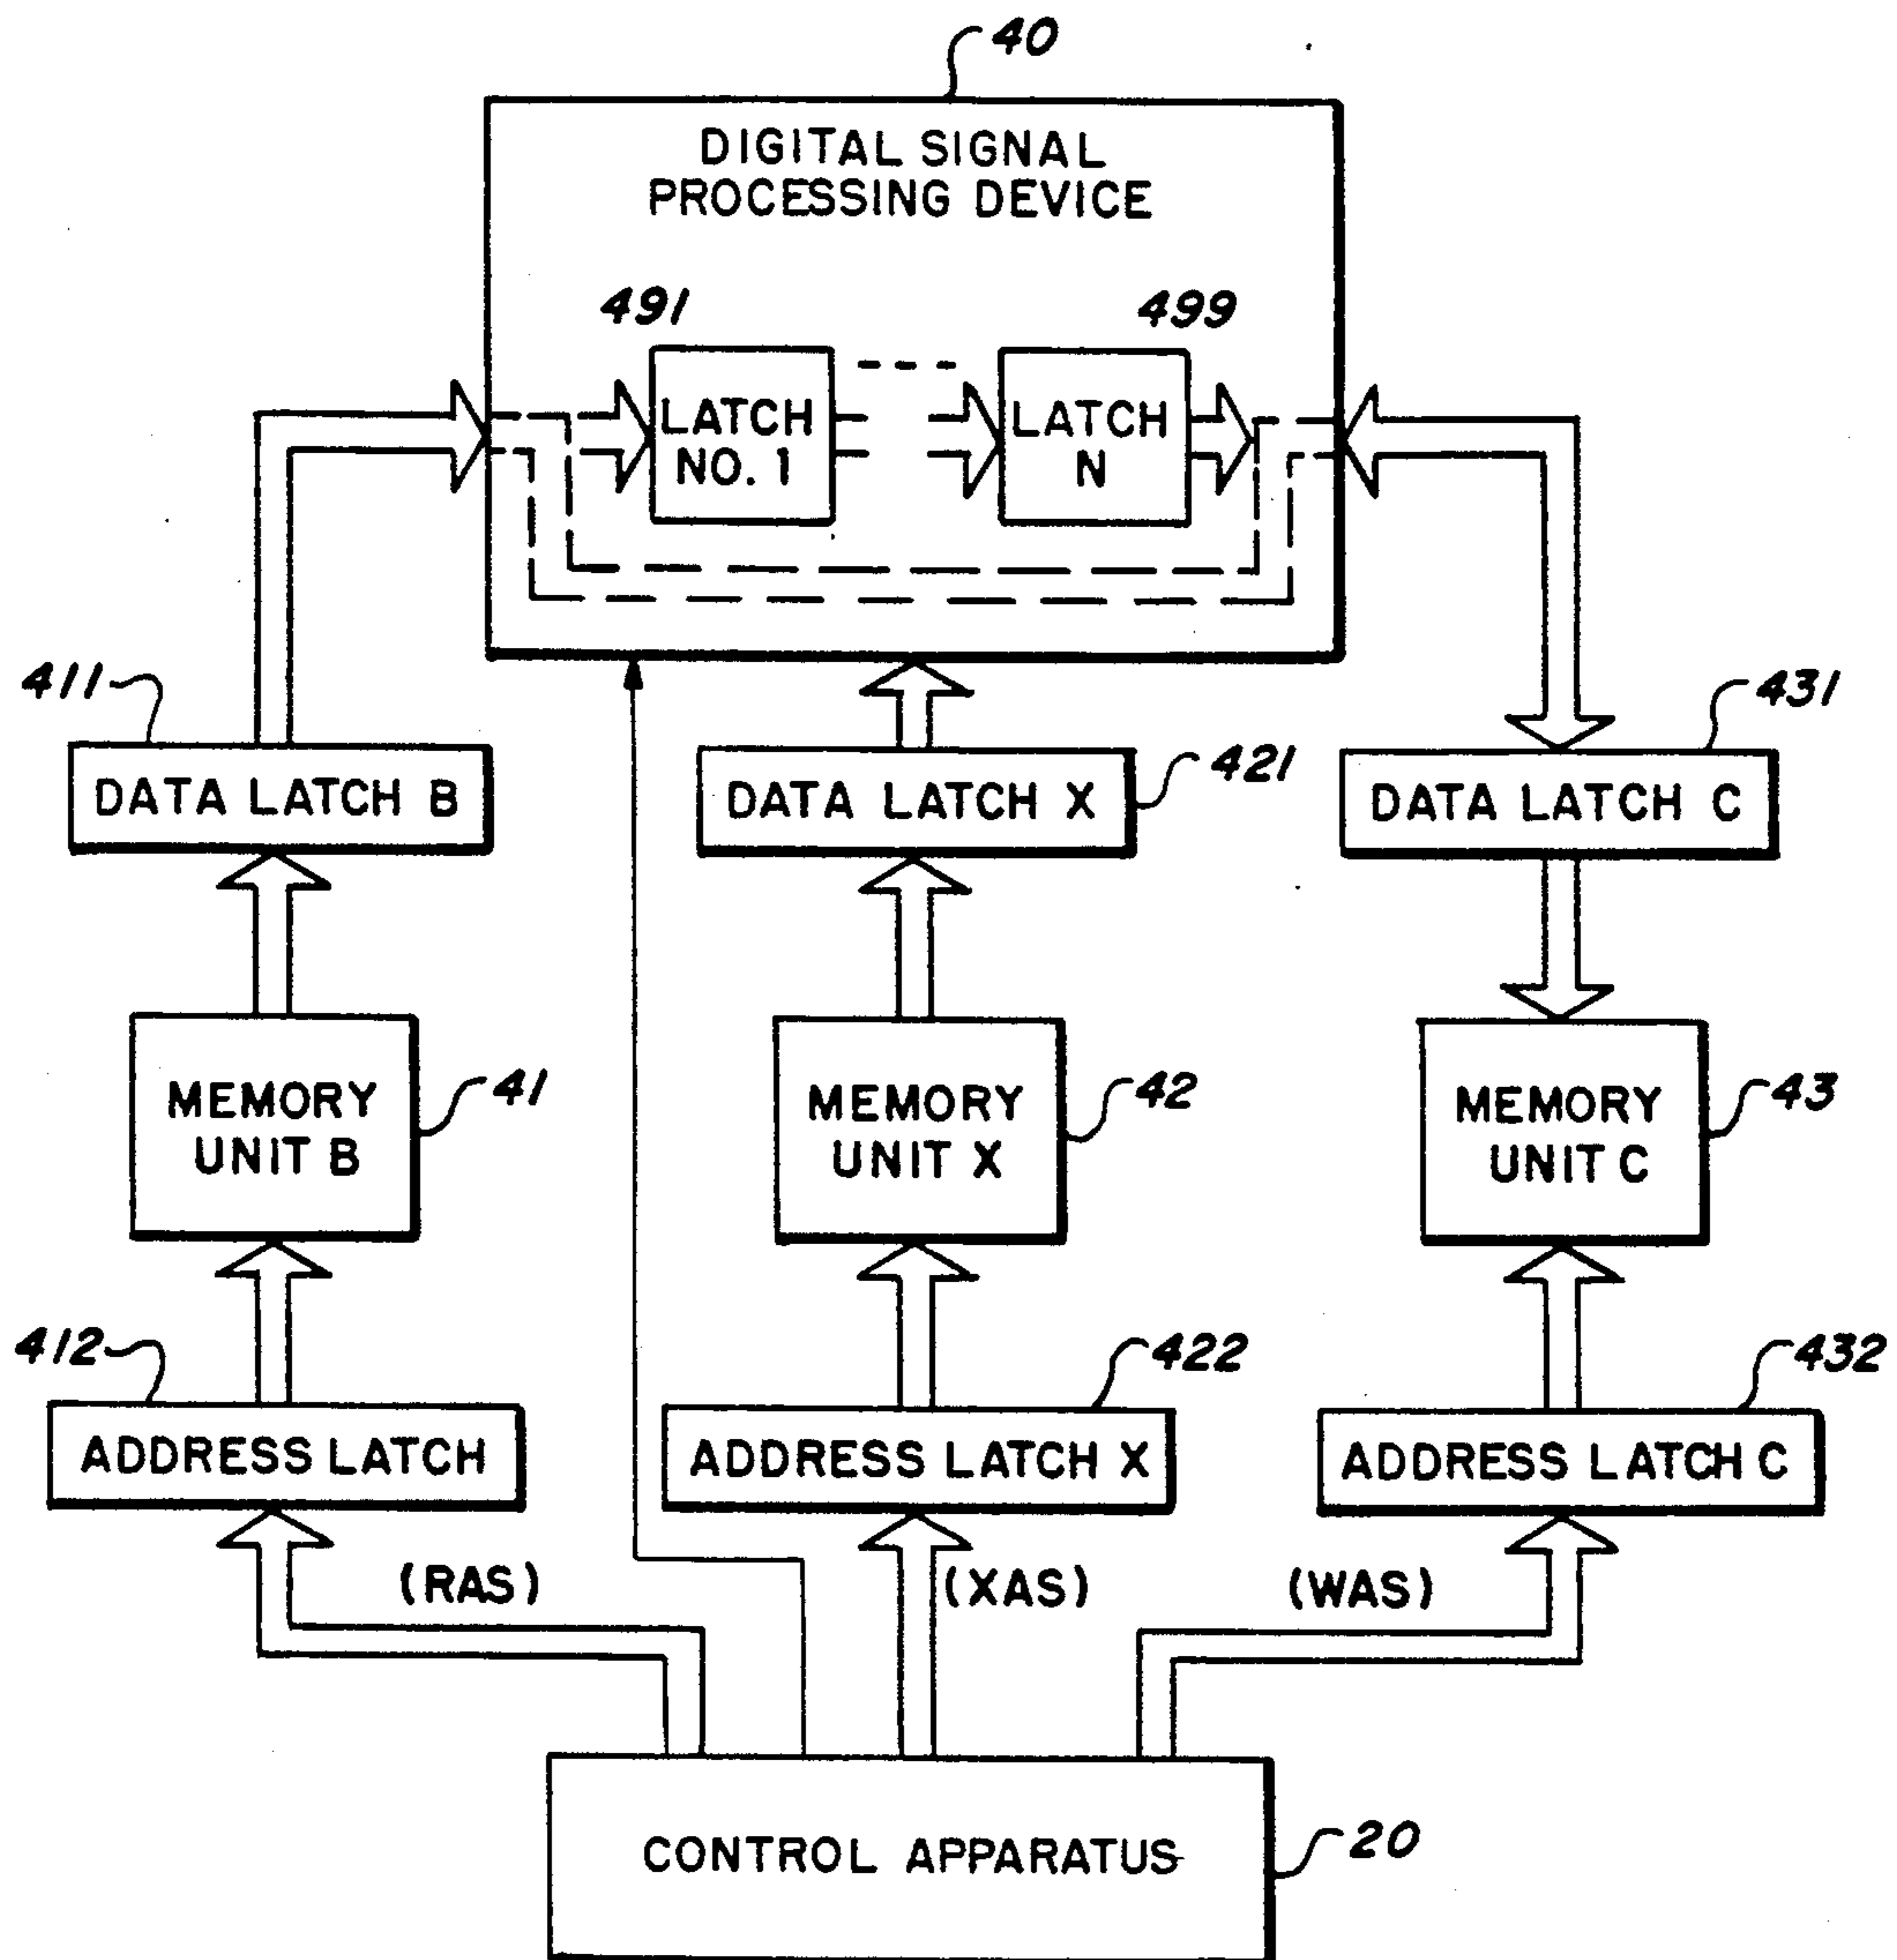 40
DIGITAL SIGNAL
PROCESSING DEVICE
491
499
LATCH
NO. 1
LATCH
N
411
DATA LATCH B
421
DATA LATCH X
431
DATA LATCH C
MEMORY
UNIT B
41
MEMORY
UNIT X
42
MEMORY
UNIT C
43
412
ADDRESS LATCH
422
ADDRESS LATCH X
432
ADDRESS LATCH C
(RAS)
(XAS)
(WAS)
CONTROL APPARATUS
20